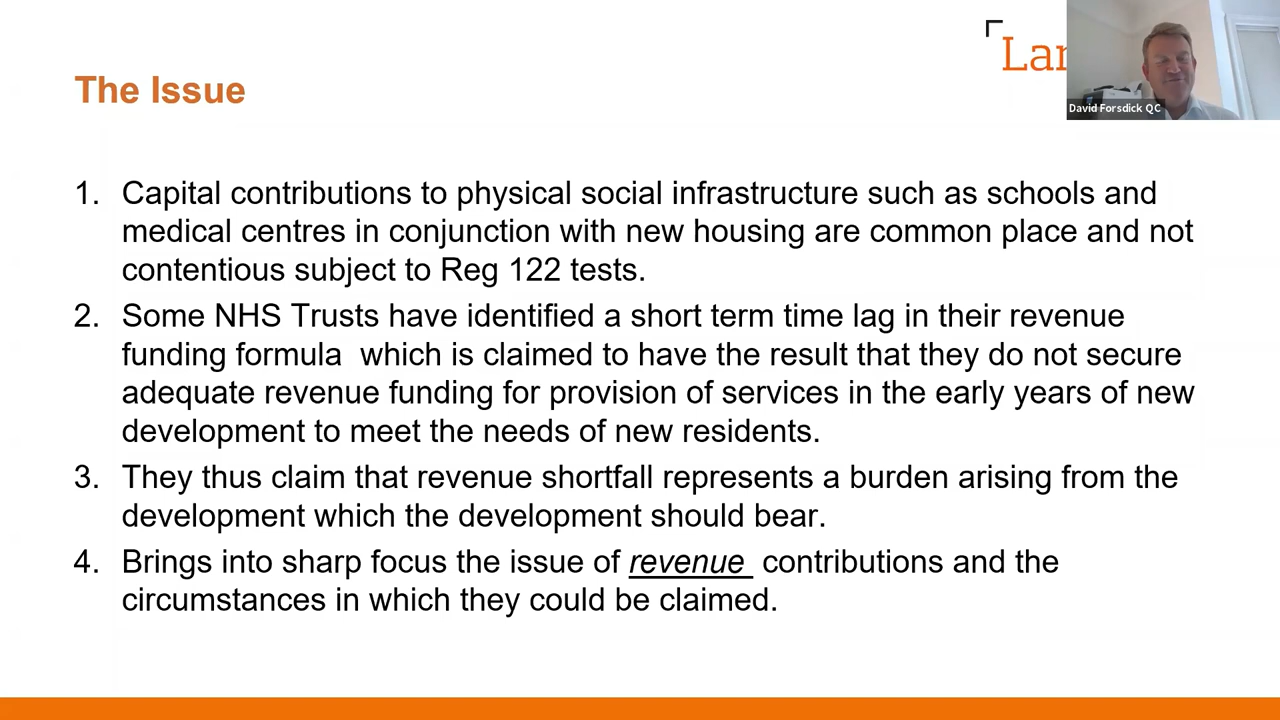 Lan
David Forsdick QC
The Issue
1. Capital contributions to physical social infrastructure such as schools and
medical centres in conjunction with new housing are common place and not
contentious subject to Reg 122 tests.
2. Some NHS Trusts have identified a short term time lag in their revenue
funding formula  which is claimed to have the result that they do not secure
adequate revenue funding for provision of services in the early years of new
development to meet the needs of new residents.
3. They thus claim that revenue shortfall represents a burden arising from the
development which the development should bear.
4. Brings into sharp focus the issue of revenue  contributions and the
circumstances in which they could be claimed.